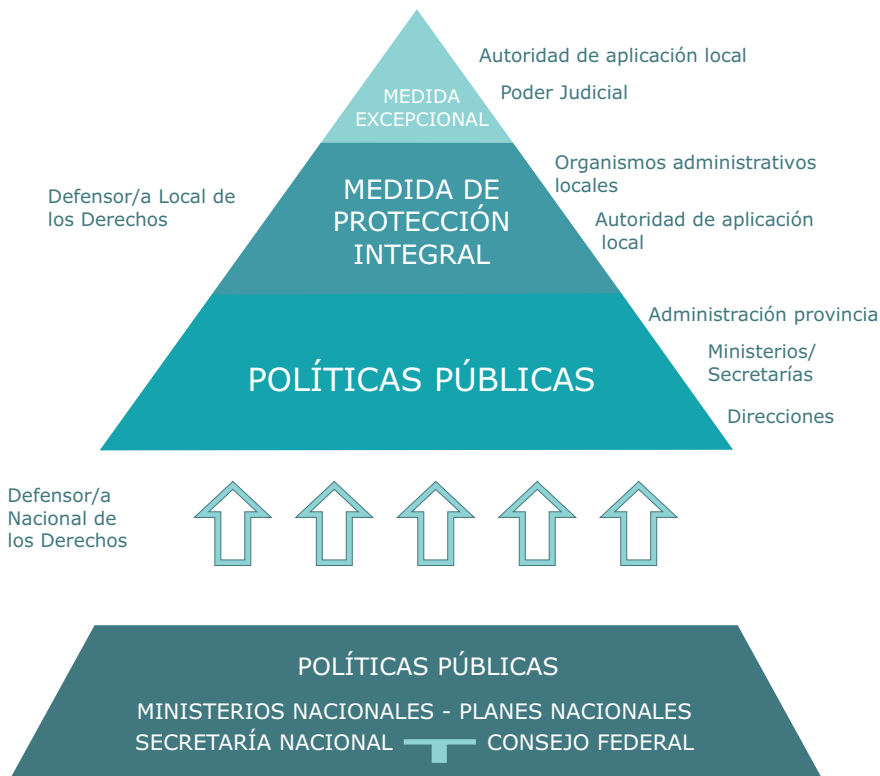 Autoridad de aplicación local
Poder Judicial
MEDIDA
EXCEPCIONAL
Organismos administrativos
locales
MEDIDA DE
PROTECCIÓN
INTEGRAL
Defensor/a Local de
los Derechos
Autoridad de aplicación
local
Administración provincia
Ministerios/
Secretarías
POLÍTICAS PÚBLICAS
Direcciones
Defensor/a
Nacional de
los Derechos
POLÍTICAS PÚBLICAS
MINISTERIOS NACIONALES - PLANES NACIONALES
SECRETARÍA NACIONAL CONSEJO FEDERAL